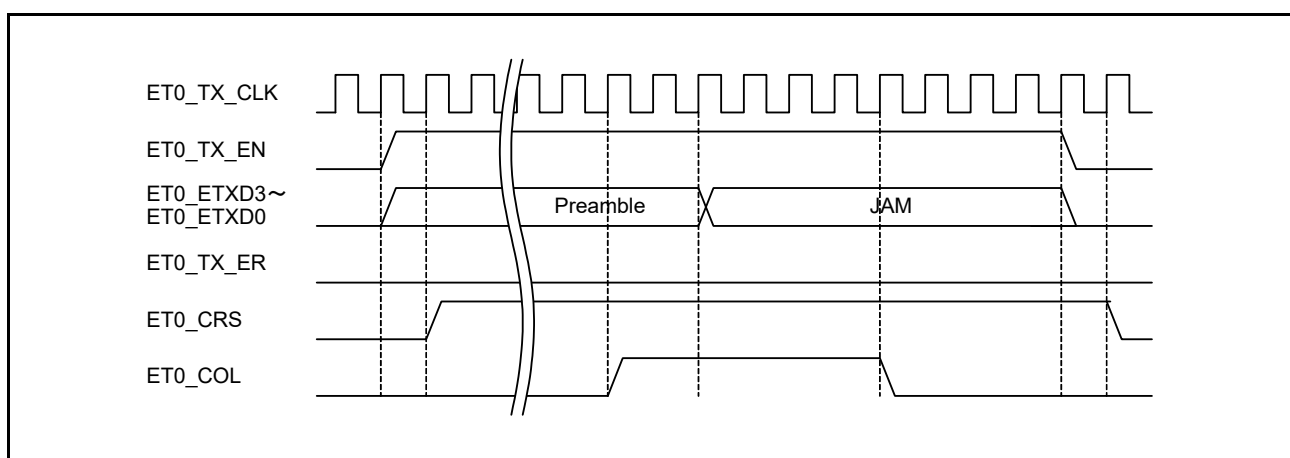 ET0_TX_CLK
ET0_TX_EN
ET0_ETXD3～
ET0_ETXD0
Preamble
JAM
ET0_TX_ER
ET0_CRS
ET0_COL